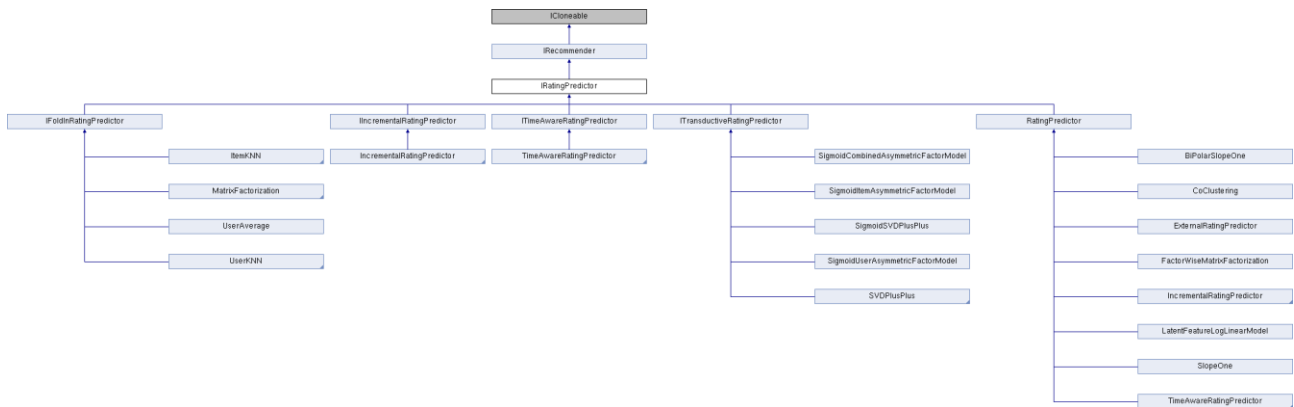 ICloneable
IRecommender
IRatingPredictor
IFoldInRatingPredictor
IIncrementalRatingPredictor
ITimeAwareRatingPredictor
ITransductiveRatingPredictor
RatingPredictor
ItemKNN
MatrixFactorization
UserAverage
UserKNN
IncrementalRatingPredictor
TimeAwareRatingPredictor
SigmoidCombinedAsymmetricFactorModel
SigmoidItemAsymmetricFactorModel
SigmoidSVDPlusPlus
SigmoidUserAsymmetricFactorModel
SVDPlusPlus
BiPolarSlopeOne
CoClustering
ExternalRatingPredictor
FactorWiseMatrixFactorization
IncrementalRatingPredictor
LatentFeatureLogLinearModel
SlopeOne
TimeAwareRatingPredictor